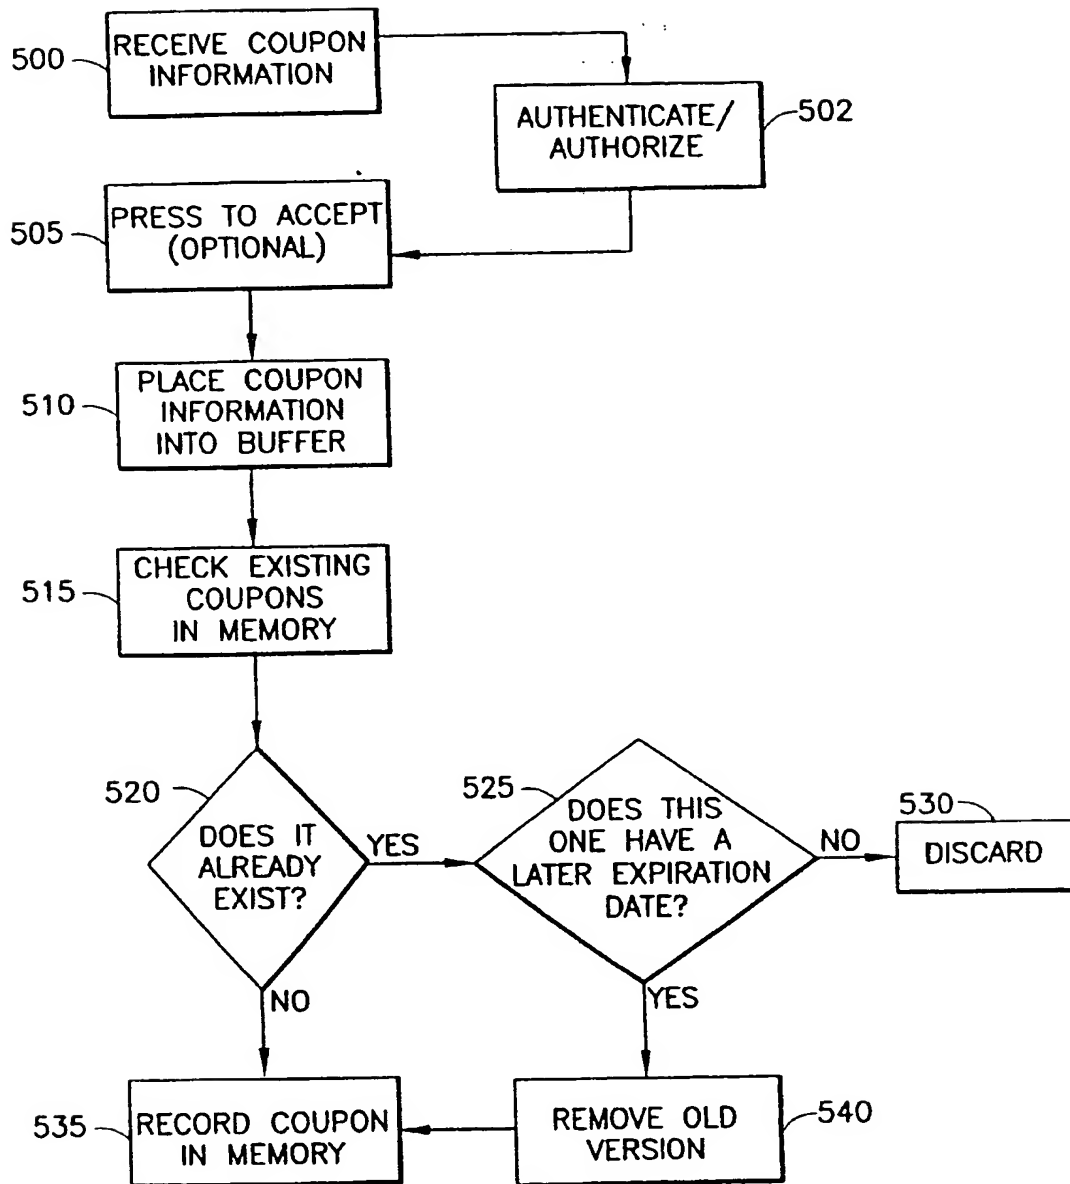 500
RECEIVE COUPON
INFORMATION
AUTHENTICATE/
AUTHORIZE
502
505
PRESS TO ACCEPT
(OPTIONAL)
510
PLACE COUPON
INFORMATION
INTO BUFFER
515
CHECK EXISTING
COUPONS
IN MEMORY
520
DOES IT
ALREADY
EXIST?
YES
NO
525
DOES THIS
ONE HAVE A
LATER EXPIRATION
DATE?
NO
YES
530
DISCARD
535
RECORD COUPON
IN MEMORY
REMOVE OLD
VERSION
540